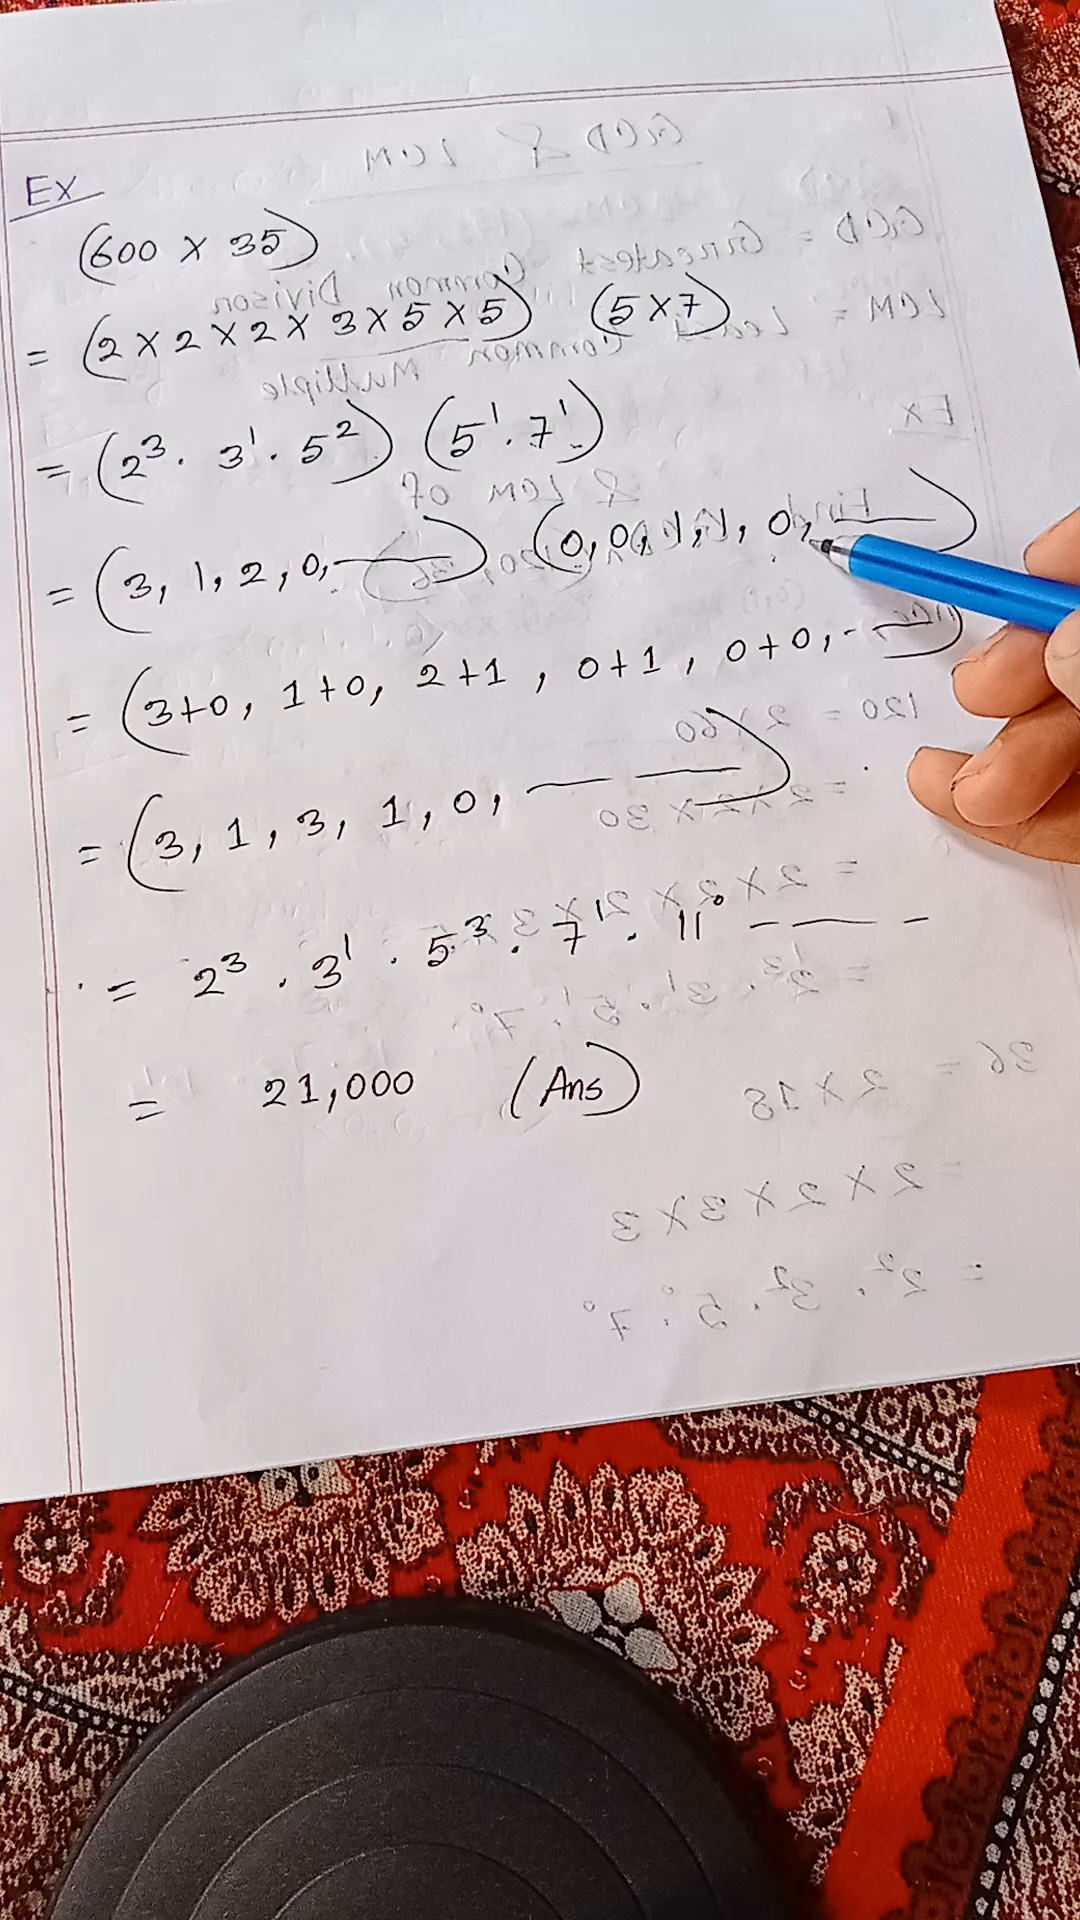 Ex
(600 × 35)
= (2 × 2 × 2 × 3 × 5 × 5) (5 × 7)
= (2³ · 3¹ · 5²) (5¹ · 7¹)
= (3, 1, 2, 0, ———) (0, 0, 1, 1, 0, ———)
= (3+0, 1+0, 2+1, 0+1, 0+0, - ——)
= (3, 1, 3, 1, 0, —— ——)
= 2³ · 3¹ · 5³ · 7¹ · 11⁰ — —— –
= 21,000 (Ans)